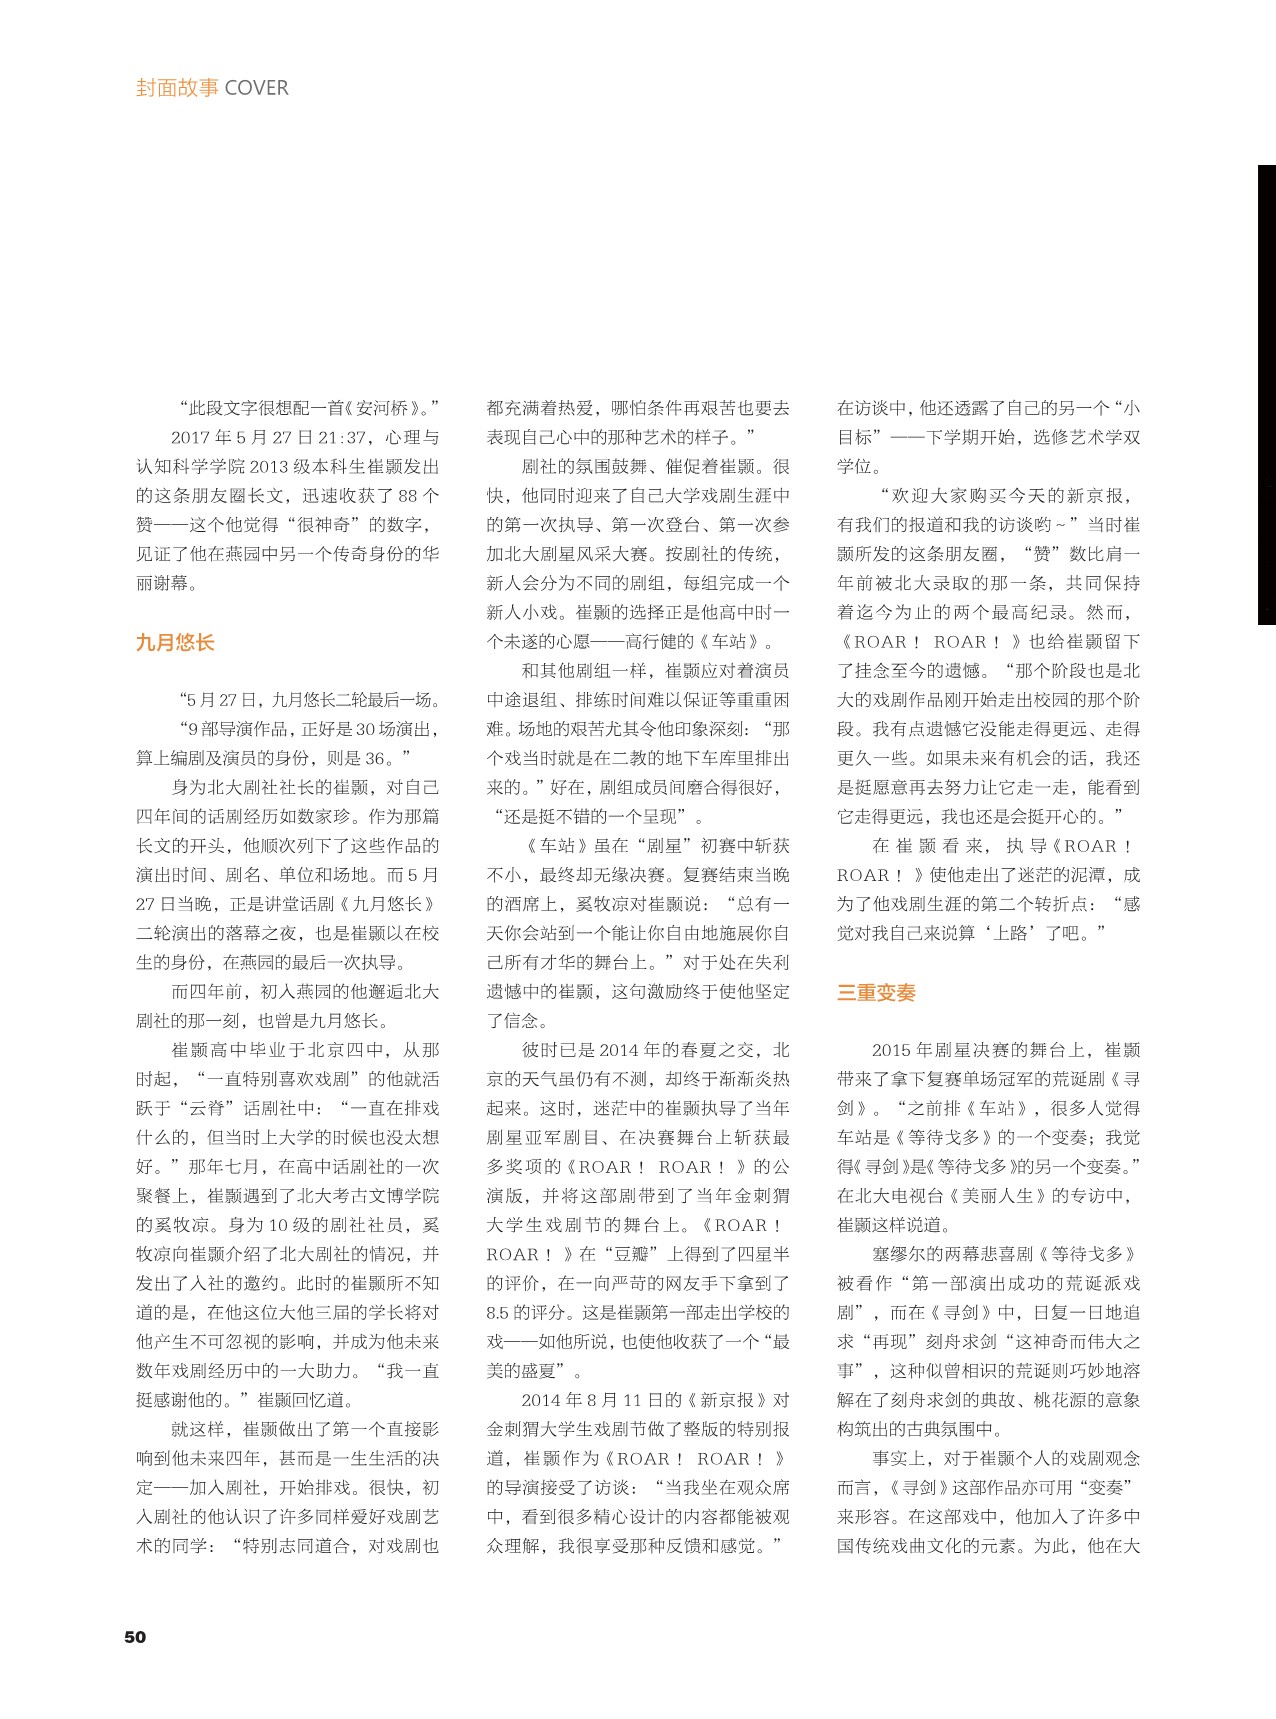 封面故事 COVER
“此段文字很想配一首《安河桥》。”
2017 年 5 月 27 日 21:37，心理与
认知科学学院 2013 级本科生崔颢发出
的这条朋友圈长文，迅速收获了 88 个
赞——这个他觉得“很神奇”的数字，
见证了他在燕园中另一个传奇身份的华
丽谢幕。
九月悠长
“5 月 27 日，九月悠长二轮最后一场。
“9 部导演作品，正好是 30 场演出，
算上编剧及演员的身份，则是 36。”
身为北大剧社社长的崔颢，对自己
四年间的话剧经历如数家珍。作为那篇
长文的开头，他顺次列下了这些作品的
演出时间、剧名、单位和场地。而 5 月
27 日当晚，正是讲堂话剧《九月悠长》
二轮演出的落幕之夜，也是崔颢以在校
生的身份，在燕园的最后一次执导。
而四年前，初入燕园的他邂逅北大
剧社的那一刻，也曾是九月悠长。
崔颢高中毕业于北京四中，从那
时起，“一直特别喜欢戏剧”的他就活
跃于“云脊”话剧社中：“一直在排戏
什么的，但当时上大学的时候也没太想
好。”那年七月，在高中话剧社的一次
聚餐上，崔颢遇到了北大考古文博学院
的奚牧凉。身为 10 级的剧社社员，奚
牧凉向崔颢介绍了北大剧社的情况，并
发出了入社的邀约。此时的崔颢所不知
道的是，在他这位大他三届的学长将对
他产生不可忽视的影响，并成为他未来
数年戏剧经历中的一大助力。“我一直
挺感谢他的。”崔颢回忆道。
就这样，崔颢做出了第一个直接影
响到他未来四年，甚而是一生生活的决
定——加入剧社，开始排戏。很快，初
入剧社的他认识了许多同样爱好戏剧艺
术的同学：“特别志同道合，对戏剧也
都充满着热爱，哪怕条件再艰苦也要去
表现自己心中的那种艺术的样子。”
剧社的氛围鼓舞、催促着崔颢。很
快，他同时迎来了自己大学戏剧生涯中
的第一次执导、第一次登台、第一次参
加北大剧星风采大赛。按剧社的传统，
新人会分为不同的剧组，每组完成一个
新人小戏。崔颢的选择正是他高中时一
个未遂的心愿——高行健的《车站》。
和其他剧组一样，崔颢应对着演员
中途退组、排练时间难以保证等重重困
难。场地的艰苦尤其令他印象深刻：“那
个戏当时就是在二教的地下车库里排出
来的。”好在，剧组成员间磨合得很好，
“还是挺不错的一个呈现”。
《车站》虽在“剧星”初赛中斩获
不小，最终却无缘决赛。复赛结束当晚
的酒席上，奚牧凉对崔颢说：“总有一
天你会站到一个能让你自由地施展你自
己所有才华的舞台上。”对于处在失利
遗憾中的崔颢，这句激励终于使他坚定
了信念。
彼时已是 2014 年的春夏之交，北
京的天气虽仍有不测，却终于渐渐炎热
起来。这时，迷茫中的崔颢执导了当年
剧星亚军剧目、在决赛舞台上斩获最
多奖项的《ROAR！ ROAR！》的公
演版，并将这部剧带到了当年金刺猬
大学生戏剧节的舞台上。《ROAR！
ROAR！》在“豆瓣”上得到了四星半
的评价，在一向严苛的网友手下拿到了
8.5 的评分。这是崔颢第一部走出学校的
戏——如他所说，也使他收获了一个“最
美的盛夏”。
2014 年 8 月 11 日的《新京报》对
金刺猬大学生戏剧节做了整版的特别报
道，崔颢作为《ROAR！ ROAR！》
的导演接受了访谈：“当我坐在观众席
中，看到很多精心设计的内容都能被观
众理解，我很享受那种反馈和感觉。”
在访谈中，他还透露了自己的另一个“小
目标”——下学期开始，选修艺术学双
学位。
“欢迎大家购买今天的新京报，
有我们的报道和我的访谈哟～”当时崔
颢所发的这条朋友圈，“赞”数比肩一
年前被北大录取的那一条，共同保持
着迄今为止的两个最高纪录。然而，
《ROAR！ ROAR！》也给崔颢留下
了挂念至今的遗憾。“那个阶段也是北
大的戏剧作品刚开始走出校园的那个阶
段。我有点遗憾它没能走得更远、走得
更久一些。如果未来有机会的话，我还
是挺愿意再去努力让它走一走，能看到
它走得更远，我也还是会挺开心的。”
在崔颢看来，执导《ROAR！
ROAR！》使他走出了迷茫的泥潭，成
为了他戏剧生涯的第二个转折点：“感
觉对我自己来说算‘上路’了吧。”
三重变奏
2015 年剧星决赛的舞台上，崔颢
带来了拿下复赛单场冠军的荒诞剧《寻
剑》。“之前排《车站》，很多人觉得
车站是《等待戈多》的一个变奏；我觉
得《寻剑》是《等待戈多》的另一个变奏。”
在北大电视台《美丽人生》的专访中，
崔颢这样说道。
塞缪尔的两幕悲喜剧《等待戈多》
被看作“第一部演出成功的荒诞派戏
剧”，而在《寻剑》中，日复一日地追
求“再现”刻舟求剑“这神奇而伟大之
事”，这种似曾相识的荒诞则巧妙地溶
解在了刻舟求剑的典故、桃花源的意象
构筑出的古典氛围中。
事实上，对于崔颢个人的戏剧观念
而言，《寻剑》这部作品亦可用“变奏”
来形容。在这部戏中，他加入了许多中
国传统戏曲文化的元素。为此，他在大
50